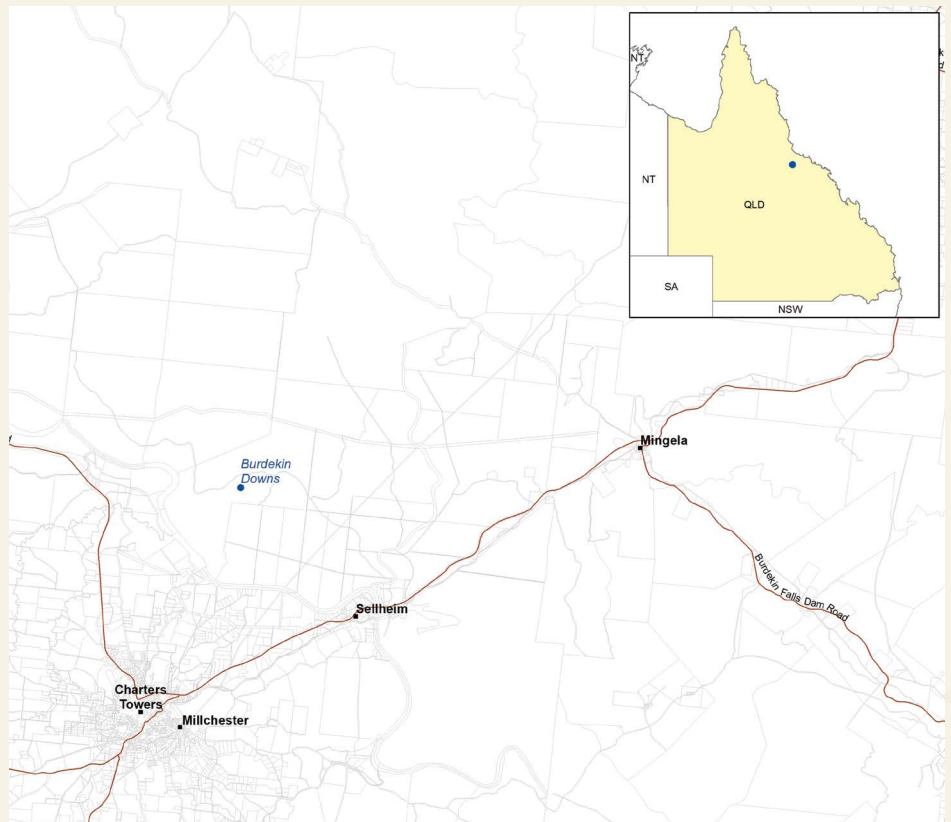 NT
NT
QLD
SA
NSW
Mingela
Burdekin
Downs
Burdekin Falls Dam Road
Sellheim
Charters
Towers
Millchester